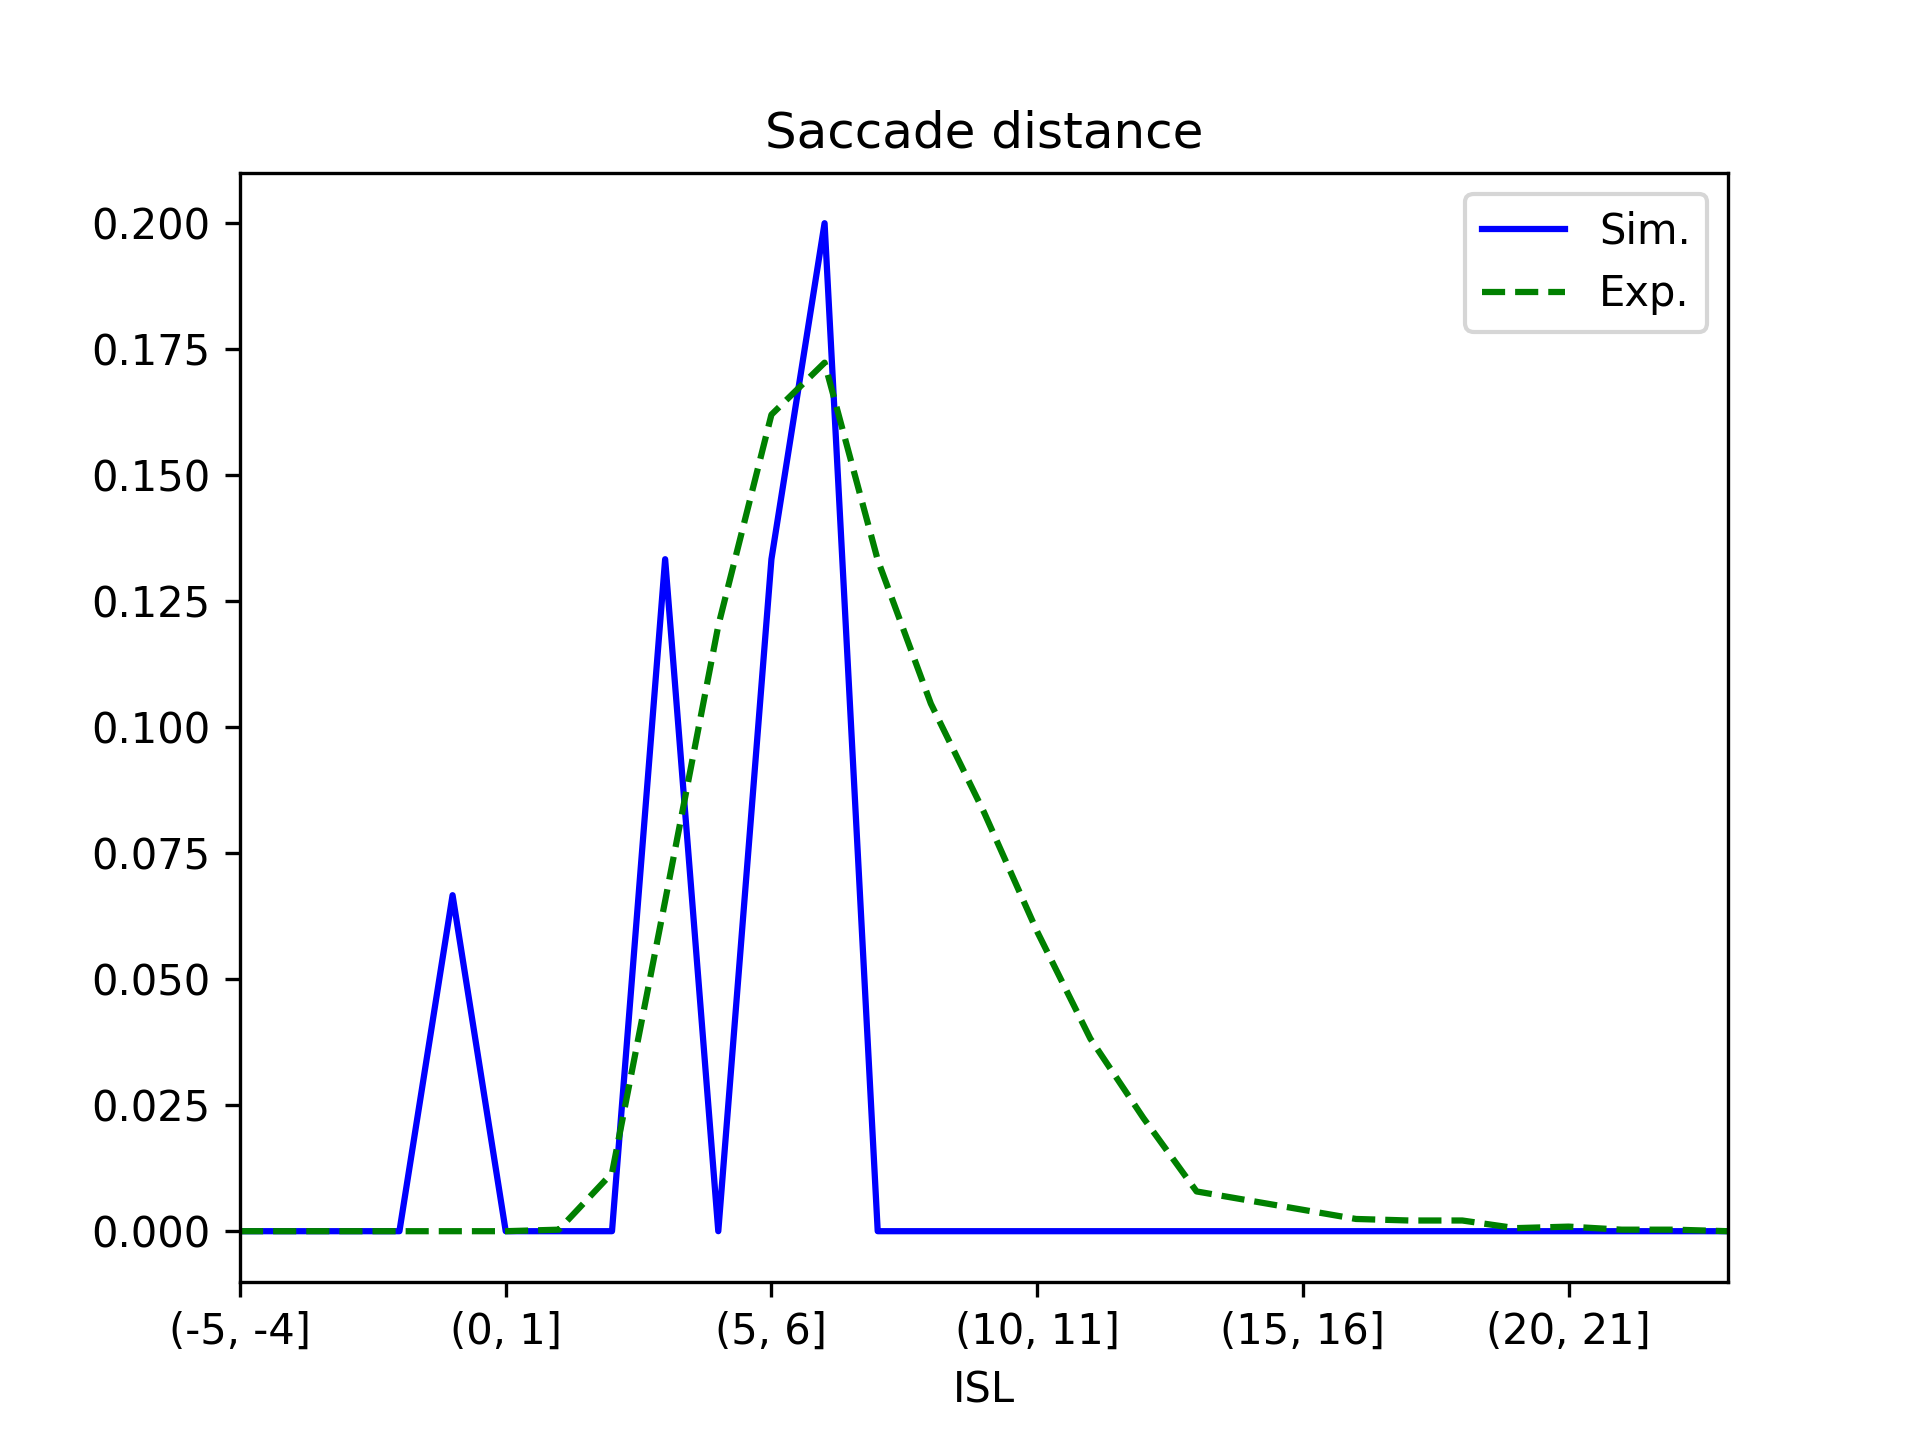 Saccade distance
0.200
0.175
0.150
0.125
0.100
0.075
0.050
0.025
0.000
Sim.
Exp.
(-5, -4] (0, 1] (5, 6] (10, 11] (15, 16] (20, 21]
ISL